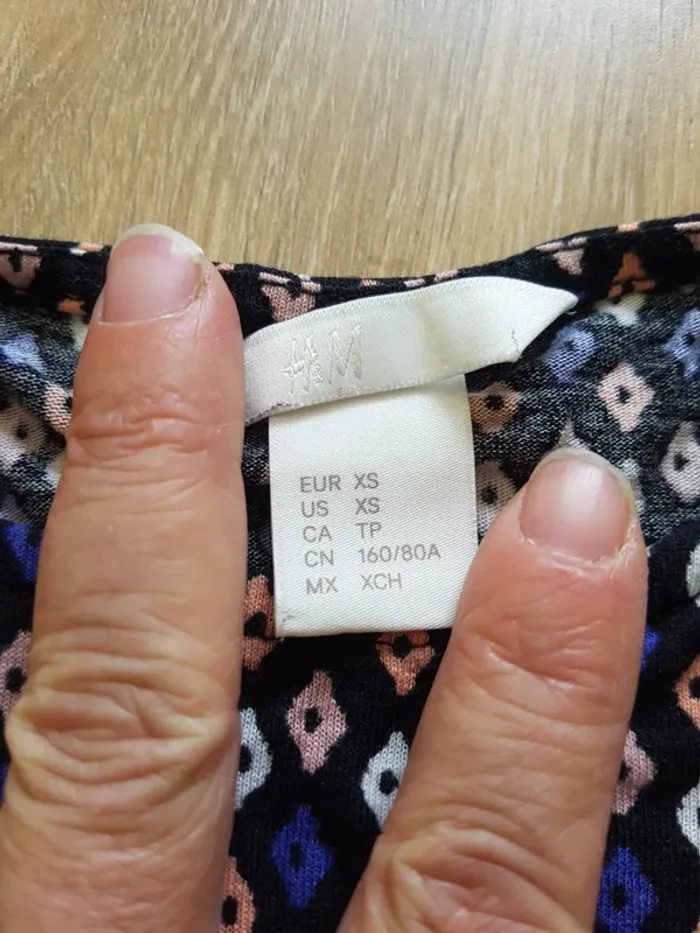 H&M
EUR XS
US XS
CA TP
CN 160/80A
MX XCH